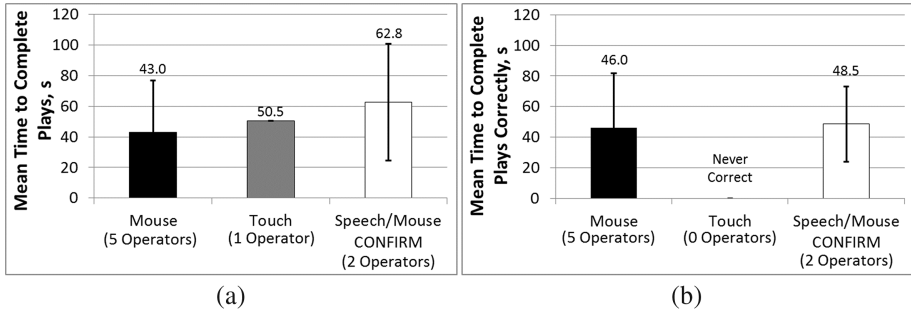 Mean Time to Complete
Plays, s
120
100
80
60
40
20
0
43.0
50.5
62.8
Mouse
(5 Operators)
Touch
(1 Operator)
Speech/Mouse
CONFIRM
(2 Operators)
(a)
Mean Time to Complete
Plays Correctly, s
120
100
80
60
40
20
0
46.0
Never
Correct
48.5
Mouse
(5 Operators)
Touch
(0 Operators)
Speech/Mouse
CONFIRM
(2 Operators)
(b)